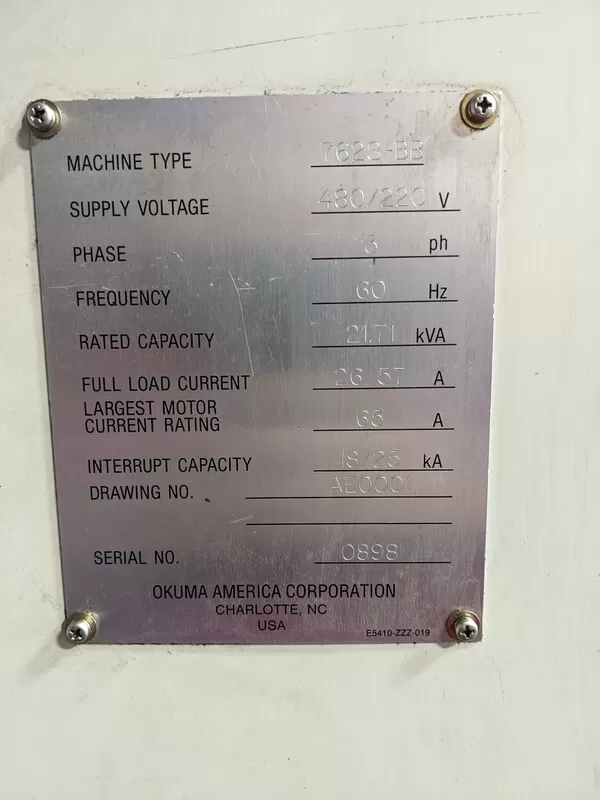 MACHINE TYPE 762S-BB
SUPPLY VOLTAGE 480/220 V
PHASE 3 ph
FREQUENCY 60 Hz
RATED CAPACITY 21.71 kVA
FULL LOAD CURRENT 26/57 A
LARGEST MOTOR
CURRENT RATING 65 A
INTERRUPT CAPACITY 18/25 kA
DRAWING NO. AE0001
SERIAL NO. 0898
OKUMA AMERICA CORPORATION
CHARLOTTE, NC
USA
E5410-ZZZ-019